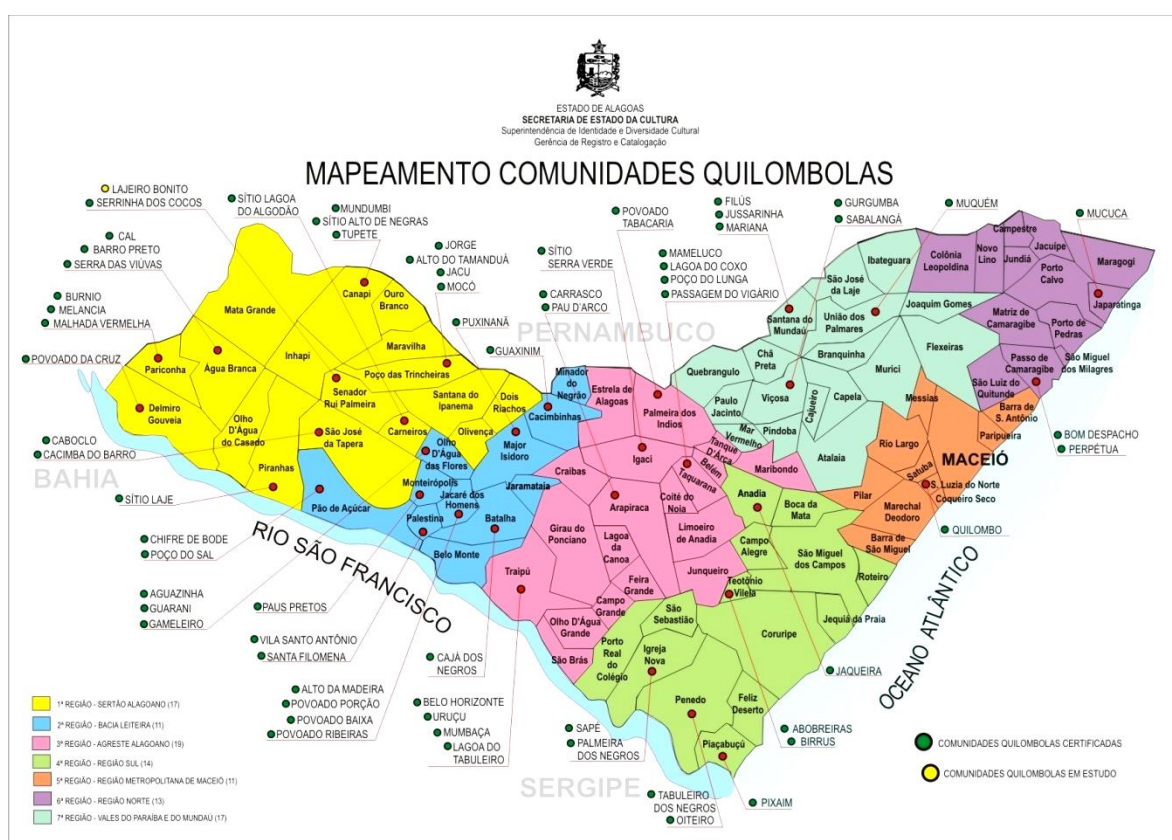 ESTADO DE ALAGOAS
SECRETARIA DE ESTADO DA CULTURA
Superintendência de Identidade e Diversidade Cultural
Gerência de Registro e Catalogação
MAPEAMENTO COMUNIDADES QUILOMBOLAS
LAJEIRO BONITO
SERRINHA DOS COCOS
SÍTIO LAGOA
DO ALGODÃO
MUNDUMBI
SÍTIO ALTO DE NEGRAS
TUPETE
CAL
BARRO PRETO
SERRA DAS VIÚVAS
JORGE
ALTO DO TAMANDUÁ
JACU
MOCÓ
BURNIO
MELANCIA
MALHADA VERMELHA
PUXINANÃ
POVOADO DA CRUZ
GUAXINIM
SÍTIO
SERRA VERDE
CARRASCO
PAU D'ARCO
POVOADO
TABACARIA
MAMELUCO
LAGOA DO COXO
POÇO DO LUNGA
PASSAGEM DO VIGÁRIO
FILÚS
JUSSARINHA
MARIANA
GURGUMBA
SABALANGÁ
MUQUÉM
MUCUCA
PERNAMBUCO
BAHIA
SERGIPE
RIO SÃO FRANCISCO
OCEANO ATLÂNTICO
Mata Grande
Canapi
Ouro
Branco
Maravilha
Inhapi
Poço das Trincheiras
Pariconha
Água Branca
Senador
Rui Palmeira
Santana do
Ipanema
Dois
Riachos
Delmiro
Gouveia
Olho
D'Água
do Casado
São José
da Tapera
Carneiros
Olivença
Piranhas
Pão de Açúcar
Olho
D'Água
das Flores
Monteirópolis
Jacaré dos
Homens
Palestina
Belo Monte
Batalha
Jaramataia
Major
Isidoro
Cacimbinhas
Minador
do
Negrão
Estrela de
Alagoas
Palmeira dos
Indios
Igaci
Caraíbas
Arapiraca
Coité do
Noia
Taquarana
Belém
Tanque
D'Arca
Mar
Vermelho
Maribondo
Limoeiro
de Anadia
Girau do
Ponciano
Lagoa
da
Canoa
Feira
Grande
Campo
Grande
Traipú
Olho D'Água
Grande
São Brás
Junqueiro
Quebrangulo
Paulo
Jacinto
Chã
Preta
Viçosa
Pindoba
Cajueiro
Capela
Atalaia
Santana do
Mundaú
São José
da Laje
Ibateguara
União dos
Palmares
Branquinha
Murici
Joaquim Gomes
Flexeiras
Colônia
Leopoldina
Novo
Lino
Campestre
Jundiá
Jacuípe
Porto
Calvo
Maragogi
Japaratinga
Matriz de
Camaragibe
Porto de
Pedras
Passo de
Camaragibe
São Miguel
dos Milagres
São Luiz do
Quitunde
Barra de
S. Antônio
Paripueira
Messias
Rio Largo
Satuba
MACEIÓ
S. Luzia do Norte
Coqueiro Seco
Pilar
Marechal
Deodoro
Barra de
São Miguel
Anadia
Boca da
Mata
Campo
Alegre
São Miguel
dos Campos
Roteiro
Teotônio
Vilela
Jequiá da Praia
Coruripe
São
Sebastião
Porto
Real do
Colégio
Igreja
Nova
Penedo
Feliz
Deserto
Piaçabuçú
CABOCLO
CACIMBA DO BARRO
SÍTIO LAJE
CHIFRE DE BODE
POÇO DO SAL
AGUAZINHA
GUARANI
GAMELEIRO
PAUS PRETOS
VILA SANTO ANTÔNIO
SANTA FILOMENA
ALTO DA MADEIRA
POVOADO PORÇÃO
POVOADO BAIXA
POVOADO RIBEIRAS
CAJÁ DOS
NEGROS
BELO HORIZONTE
URUÇU
MUMBAÇA
LAGOA DO
TABULEIRO
SAPÉ
PALMEIRA
DOS NEGROS
TABULEIRO
DOS NEGROS
OITEIRO
PIXAIM
ABOBREIRAS
BIRRUS
JAQUEIRA
QUILOMBO
BOM DESPACHO
PERPÉTUA
1ª REGIÃO - SERTÃO ALAGOANO (17)
2ª REGIÃO - BACIA LEITEIRA (11)
3ª REGIÃO - AGRESTE ALAGOANO (19)
4ª REGIÃO - REGIÃO SUL (14)
5ª REGIÃO - REGIÃO METROPOLITANA DE MACEIÓ (11)
6ª REGIÃO - REGIÃO NORTE (13)
7ª REGIÃO - VALES DO PARAÍBA E DO MUNDAÚ (17)
COMUNIDADES QUILOMBOLAS CERTIFICADAS
COMUNIDADES QUILOMBOLAS EM ESTUDO